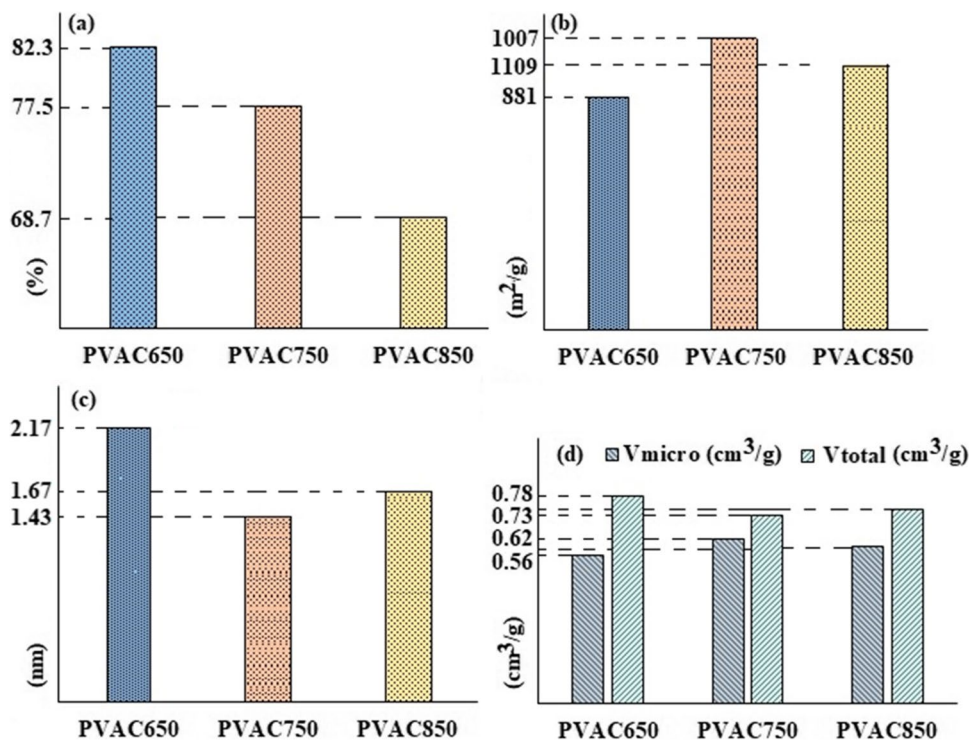 (a)
82.3
77.5
68.7
(%)
PVAC650 PVAC750 PVAC850
(b)
1007
1109
881
(m²/g)
PVAC650 PVAC750 PVAC850
(c)
2.17
1.67
1.43
(nm)
PVAC650 PVAC750 PVAC850
(d) Vmicro (cm³/g) Vtotal (cm³/g)
0.78
0.73
0.62
0.56
(cm³/g)
PVAC650 PVAC750 PVAC850